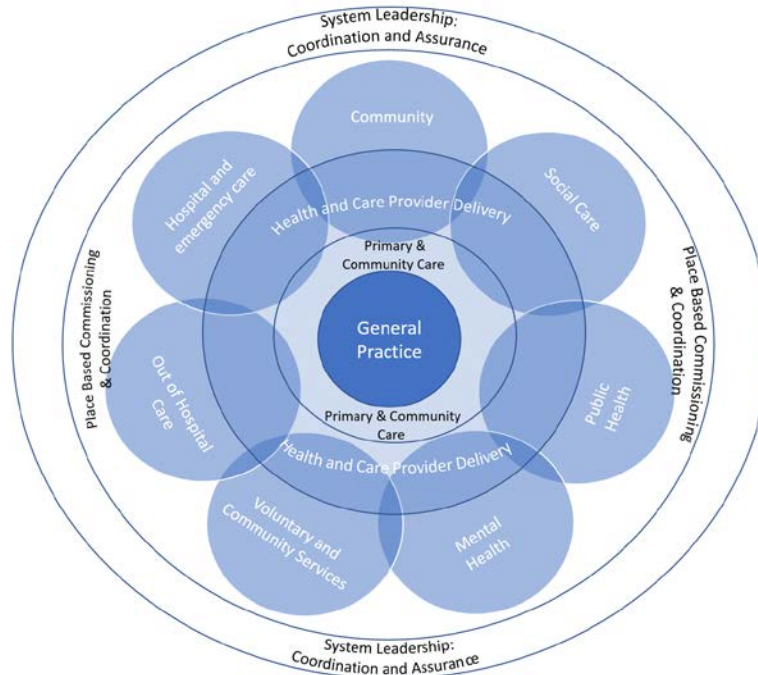 System Leadership:
Coordination and Assurance
Community
Hospital and
emergency care
Social Care
Health and Care Provider Delivery
Primary &
Community Care
Place Based Commissioning
& Coordination
General
Practice
Place Based Commissioning
& Coordination
Out of Hospital
Care
Public
Health
Primary & Community
Care
Health and Care Provider Delivery
Voluntary and
Community Services
Mental
Health
System Leadership:
Coordination and Assurance